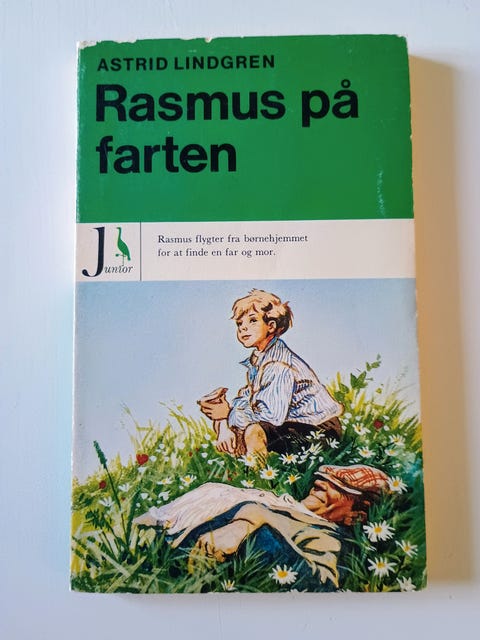 ASTRID LINDGREN
Rasmus på
farten
Junior
Rasmus flygter fra børnehjemmet
for at finde en far og mor.